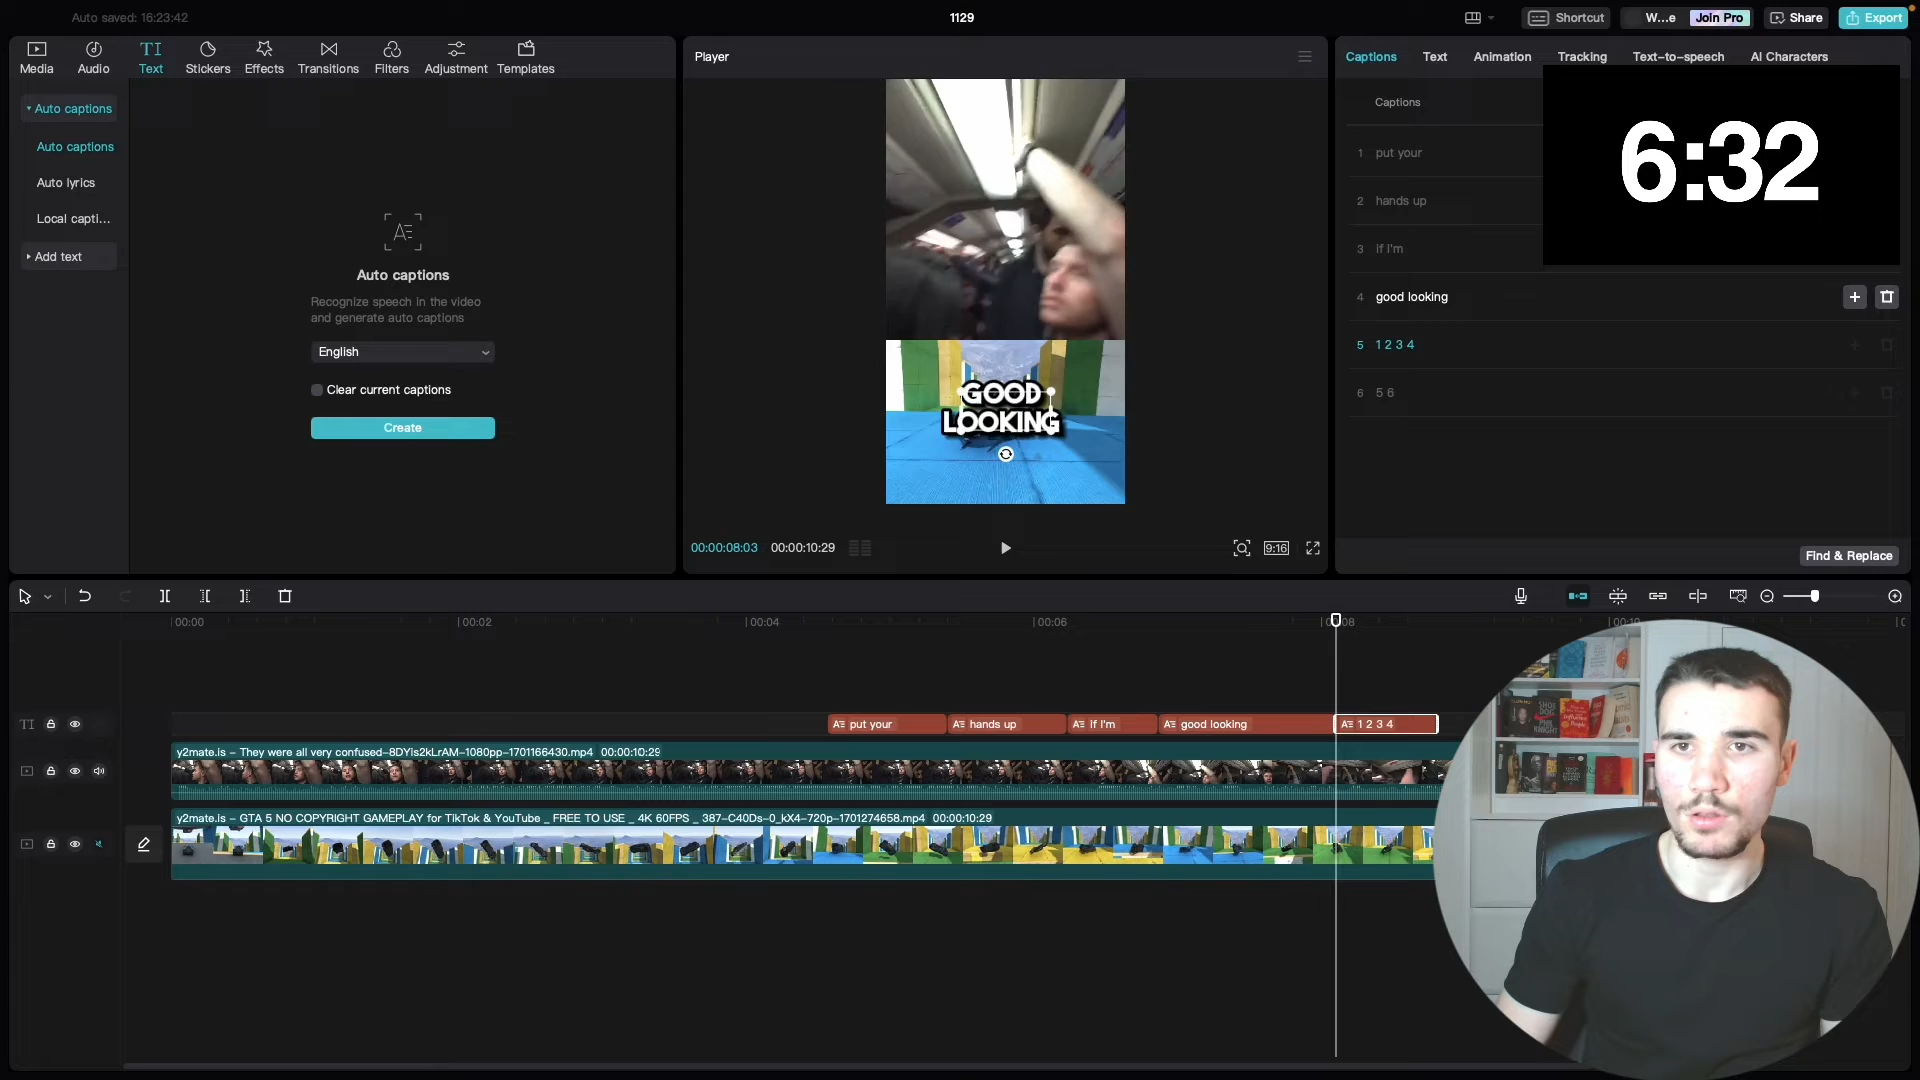 Auto saved: 16:23:42
1129
Shortcut
W...e
Join Pro
Share
Export
Media
Audio
TI
Text
Stickers
Effects
Transitions
Filters
Adjustment
Templates
Auto captions
Auto captions
Auto lyrics
Local capti...
Add text
Auto captions
Recognize speech in the video
and generate auto captions
English
Clear current captions
Create
Player
GOOD
LOOKING
00:00:08:03
00:00:10:29
9:16
Captions
Text
Animation
Tracking
Text-to-speech
AI Characters
Captions
6:32
1 put your
2 hands up
3 if I'm
4 good looking
5 1 2 3 4
6 5 6
Find & Replace
00:00
00:02
00:04
00:06
00:08
00:10
TI
put your
hands up
if I'm
good looking
1 2 3 4
y2mate.is - They were all very confused-8DYis2kLrAM-1080pp-1701166430.mp4 00:00:10:29
y2mate.is - GTA 5 NO COPYRIGHT GAMEPLAY for TikTok & YouTube _ FREE TO USE _ 4K 60FPS _ 387-C40Ds-0_kX4-720p-1701274658.mp4 00:00:10:29